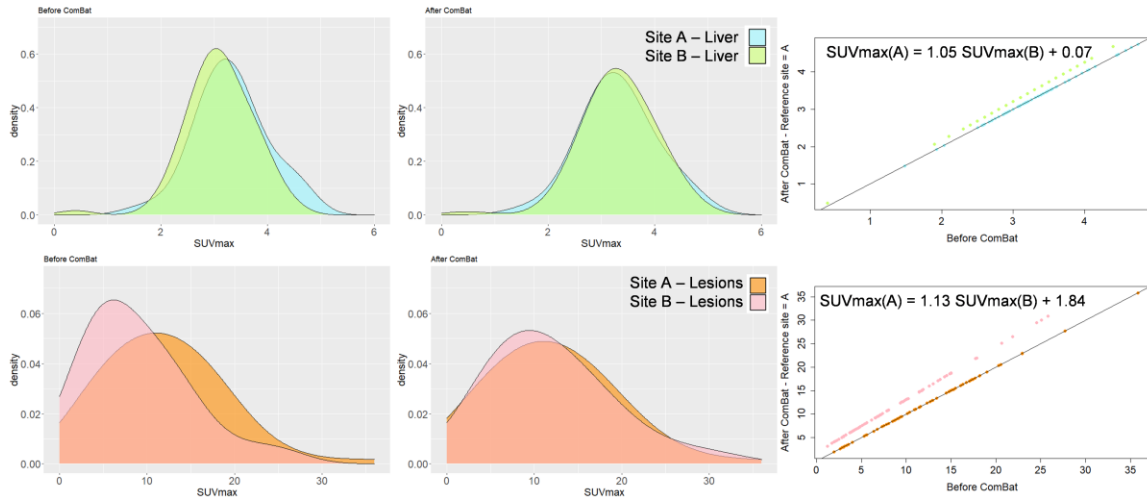 Before ComBat
density
0.6
0.4
0.2
0.0
0
2
4
6
SUVmax
After ComBat
Site A – Liver
Site B – Liver
density
0.6
0.4
0.2
0.0
0
2
4
6
SUVmax
SUVmax(A) = 1.05 SUVmax(B) + 0.07
After ComBat - Reference site = A
4
3
2
1
1
2
3
4
Before ComBat
Before ComBat
density
0.06
0.04
0.02
0.00
0
10
20
30
SUVmax
After ComBat
Site A – Lesions
Site B – Lesions
density
0.06
0.04
0.02
0.00
0
10
20
30
SUVmax
SUVmax(A) = 1.13 SUVmax(B) + 1.84
After ComBat - Reference site = A
35
30
25
20
15
10
5
0
5
10
15
20
25
30
35
Before ComBat